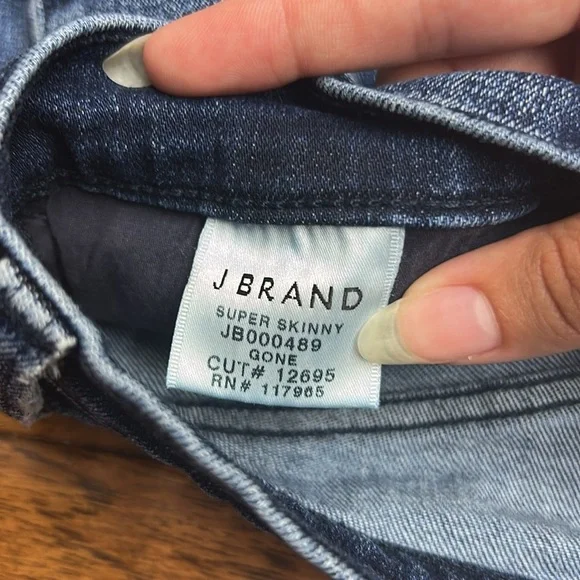 J BRAND
SUPER SKINNY
JB000489
GONE
CUT# 12695
RN# 117965